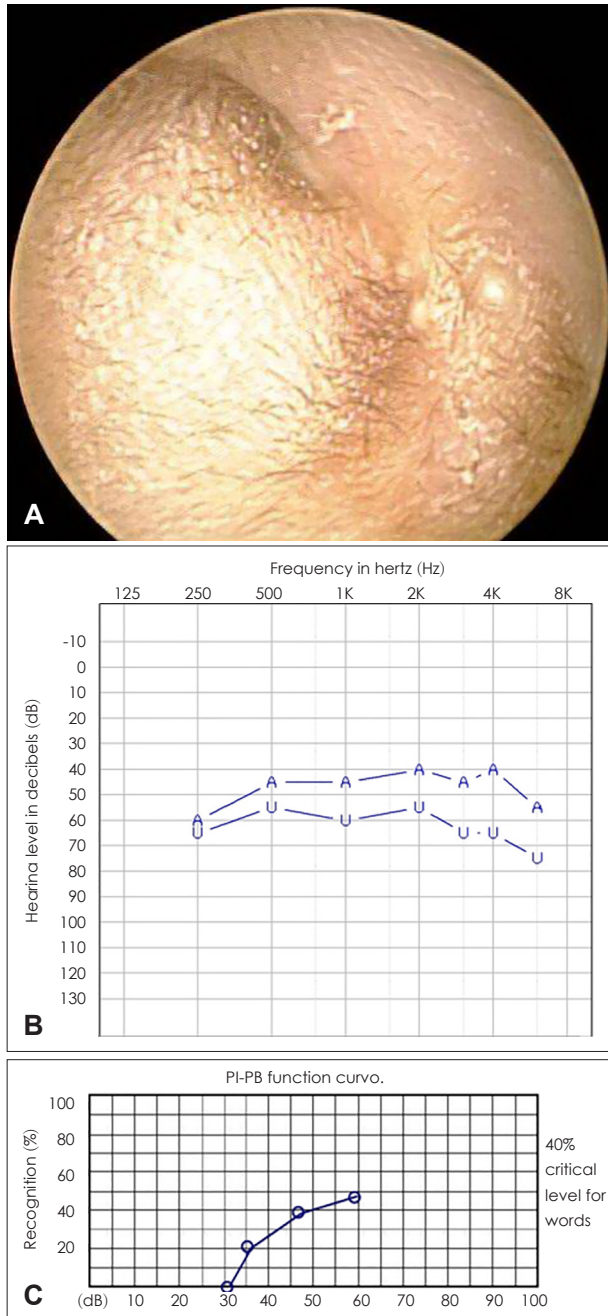 A
Frequency in hertz (Hz)
125 250 500 1K 2K 4K 8K
Hearina level in decibels (dB)
-10
0
10
20
30
40
50
60
70
80
90
100
110
120
130
A A A A A A A
U U U U U U U
B
PI-PB function curvo.
Recognition (%)
100
80
60
40
20
(dB) 10 20 30 40 50 60 70 80 90 100
40%
critical
level for
words
C